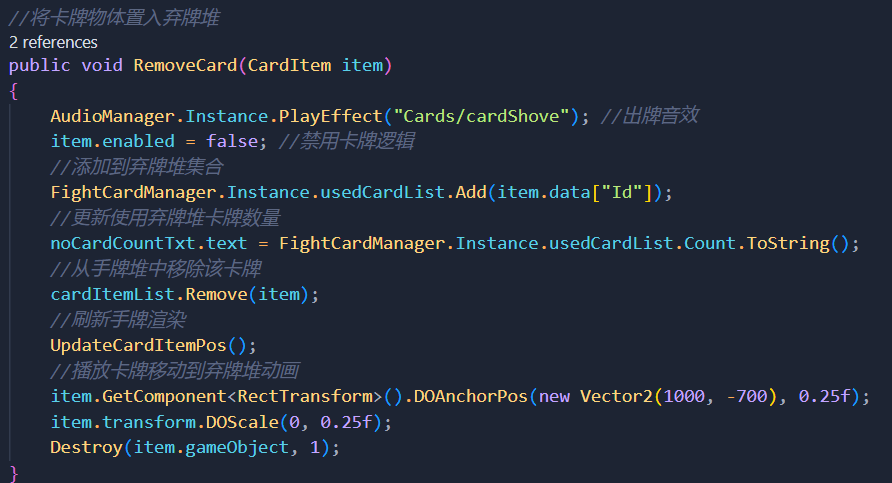 //将卡牌物体置入弃牌堆
2 references
public void RemoveCard(CardItem item)
{
    AudioManager.Instance.PlayEffect("Cards/cardShove"); //出牌音效
    item.enabled = false; //禁用卡牌逻辑
    //添加到弃牌堆集合
    FightCardManager.Instance.usedCardList.Add(item.data["Id"]);
    //更新使用弃牌堆卡牌数量
    noCardCountTxt.text = FightCardManager.Instance.usedCardList.Count.ToString();
    //从手牌堆中移除该卡牌
    cardItemList.Remove(item);
    //刷新手牌渲染
    UpdateCardItemPos();
    //播放卡牌移动到弃牌堆动画
    item.GetComponent<RectTransform>().DOAnchorPos(new Vector2(1000, -700), 0.25f);
    item.transform.DOScale(0, 0.25f);
    Destroy(item.gameObject, 1);
}